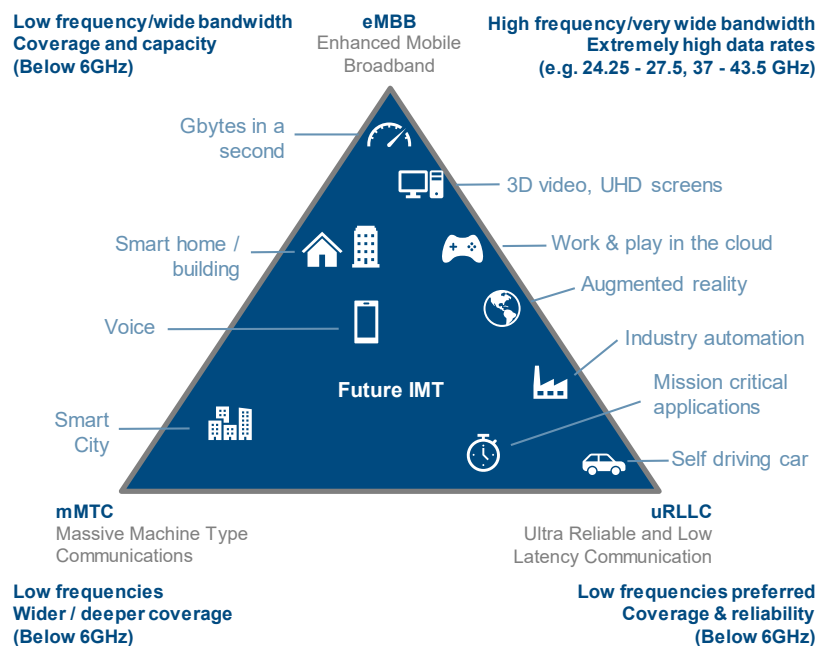 Low frequency/wide bandwidth
Coverage and capacity
(Below 6GHz)
eMBB
Enhanced Mobile
Broadband
High frequency/very wide bandwidth
Extremely high data rates
(e.g. 24.25 - 27.5, 37 - 43.5 GHz)
Gbytes in a
second
3D video, UHD screens
Smart home /
building
Work & play in the cloud
Augmented reality
Voice
Industry automation
Future IMT
Mission critical
applications
Smart
City
Self driving car
mMTC
Massive Machine Type
Communications
uRLLC
Ultra Reliable and Low
Latency Communication
Low frequencies
Wider / deeper coverage
(Below 6GHz)
Low frequencies preferred
Coverage & reliability
(Below 6GHz)